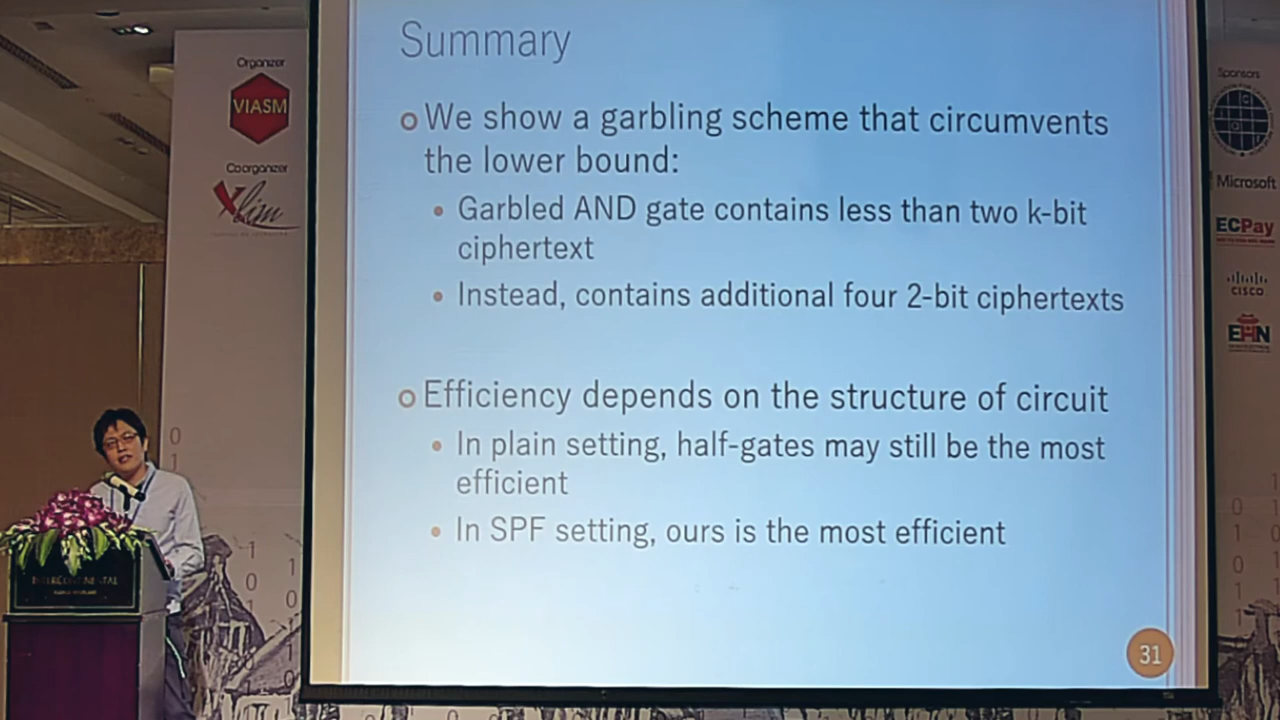 Summary
We show a garbling scheme that circumvents
the lower bound:
Garbled AND gate contains less than two k-bit
ciphertext
Instead, contains additional four 2-bit ciphertexts
Efficiency depends on the structure of circuit
In plain setting, half-gates may still be the most
efficient
In SPF setting, ours is the most efficient
31
Organizer
VIASM
Coorganizer
Xlim
Sponsors
Microsoft
ECPay
CISCO
EHN
INTERCONTINENTAL